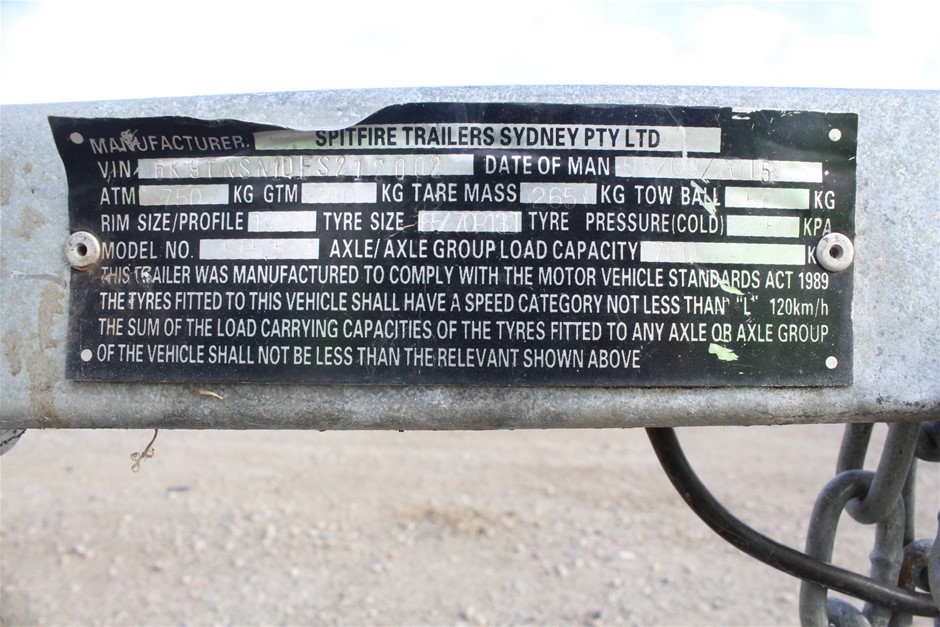 MANUFACTURER. SPITFIRE TRAILERS SYDNEY PTY LTD
VIN DATE OF MAN
ATM 750 KG GTM KG TARE MASS 265 KG TOW BALL KG
RIM SIZE/PROFILE TYRE SIZE TYRE PRESSURE(COLD) KPA
MODEL NO. AXLE/ AXLE GROUP LOAD CAPACITY K
THIS TRAILER WAS MANUFACTURED TO COMPLY WITH THE MOTOR VEHICLE STANDARDS ACT 1989
THE TYRES FITTED TO THIS VEHICLE SHALL HAVE A SPEED CATEGORY NOT LESS THAN "L" 120km/h
THE SUM OF THE LOAD CARRYING CAPACITIES OF THE TYRES FITTED TO ANY AXLE OR AXLE GROUP
OF THE VEHICLE SHALL NOT BE LESS THAN THE RELEVANT SHOWN ABOVE